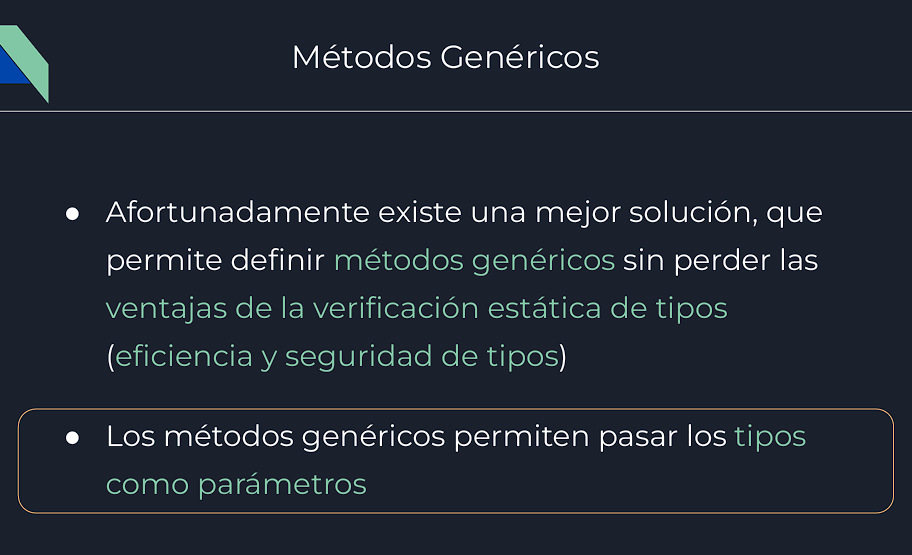 Métodos Genéricos
● Afortunadamente existe una mejor solución, que
permite definir métodos genéricos sin perder las
ventajas de la verificación estática de tipos
(eficiencia y seguridad de tipos)
● Los métodos genéricos permiten pasar los tipos
como parámetros